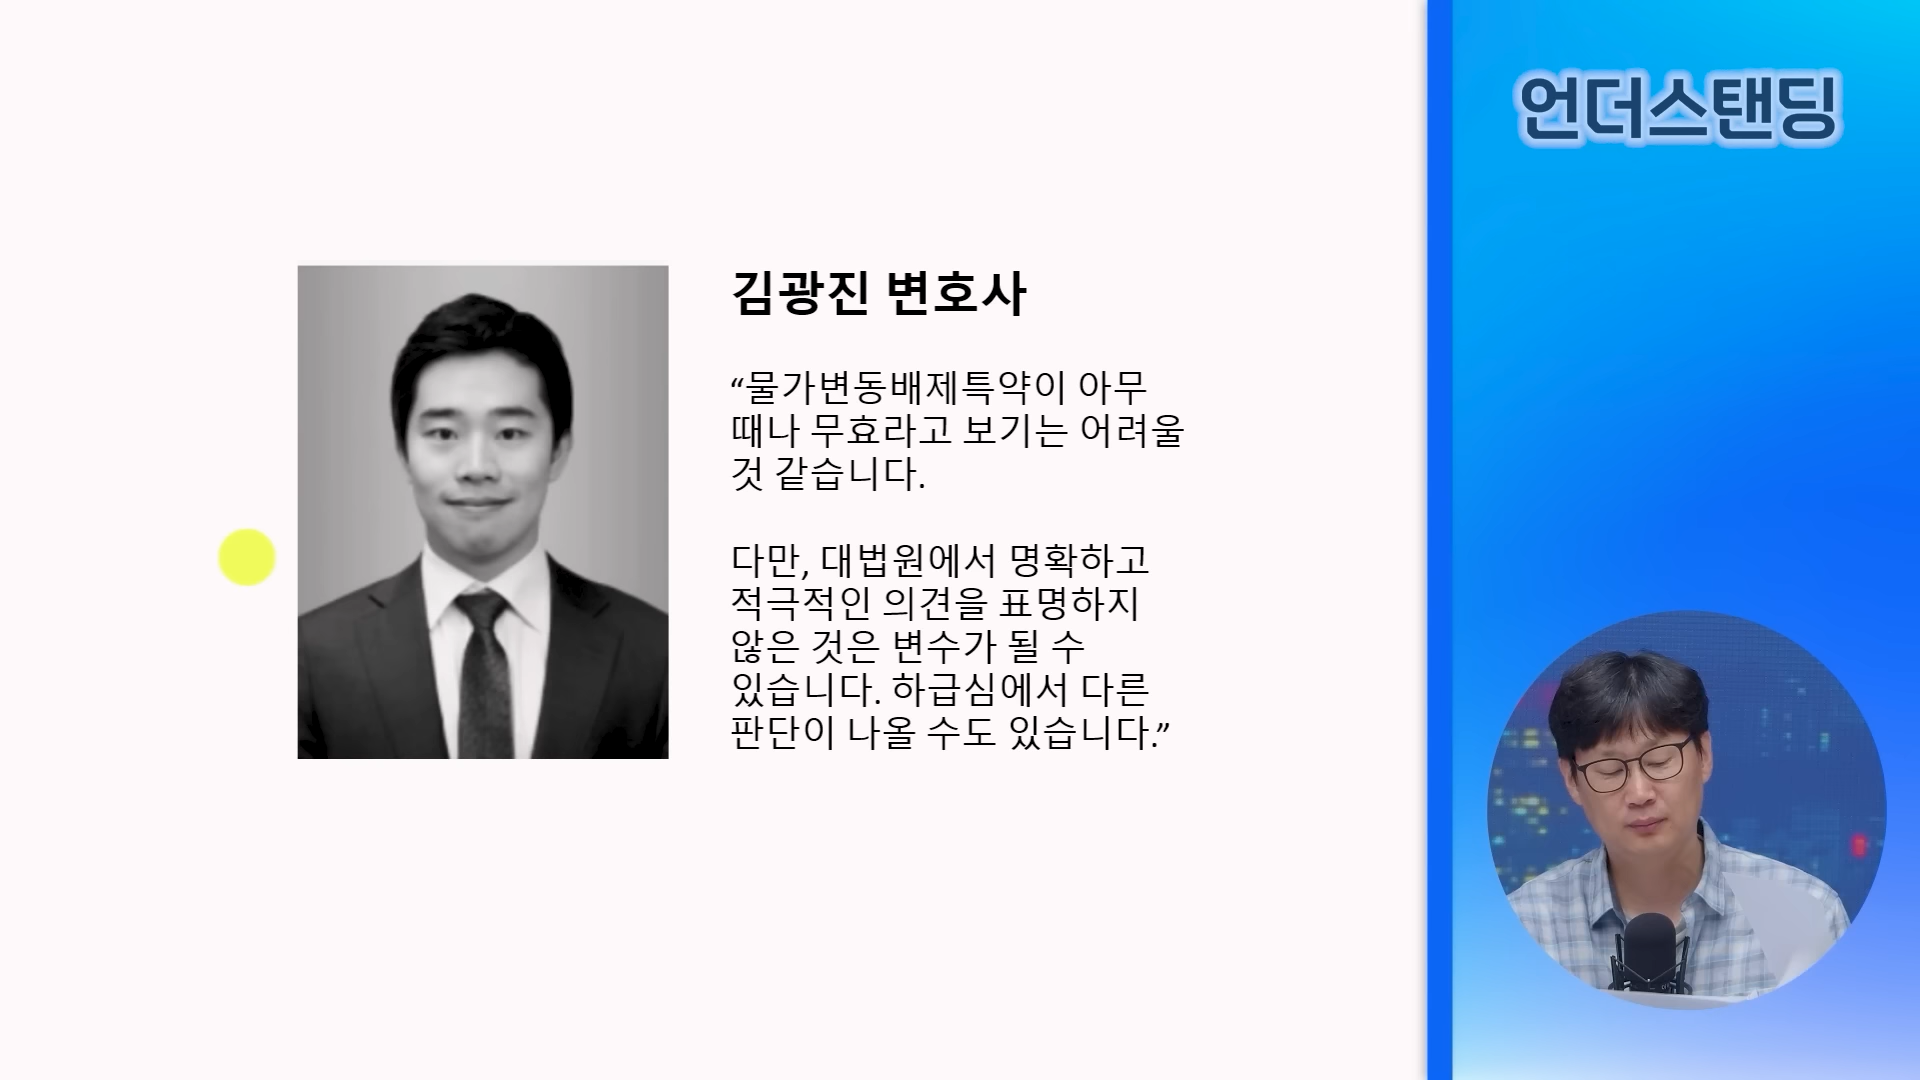 언더스탠딩
김광진 변호사
“물가변동배제특약이 아무
때나 무효라고 보기는 어려울
것 같습니다.
다만, 대법원에서 명확하고
적극적인 의견을 표명하지
않은 것은 변수가 될 수
있습니다. 하급심에서 다른
판단이 나올 수도 있습니다.”